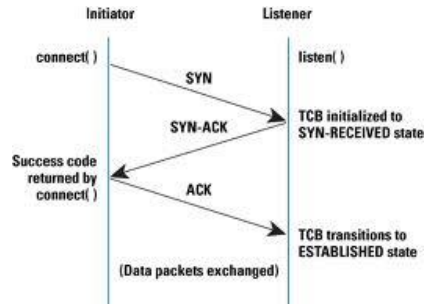 Initiator
Listener
connect( )
listen( )
SYN
TCB initialized to
SYN-RECEIVED state
SYN-ACK
Success code
returned by
connect( )
ACK
TCB transitions to
ESTABLISHED state
(Data packets exchanged)